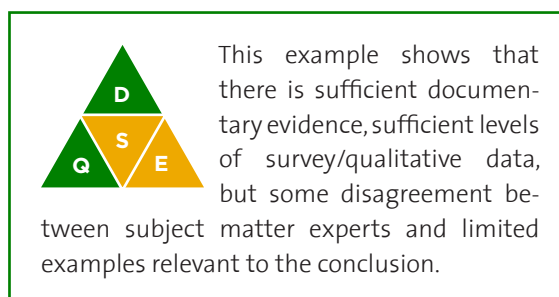 D
S
Q
E
This example shows that
there is sufficient documen-
tary evidence, sufficient levels
of survey/qualitative data,
but some disagreement be-
tween subject matter experts and limited
examples relevant to the conclusion.